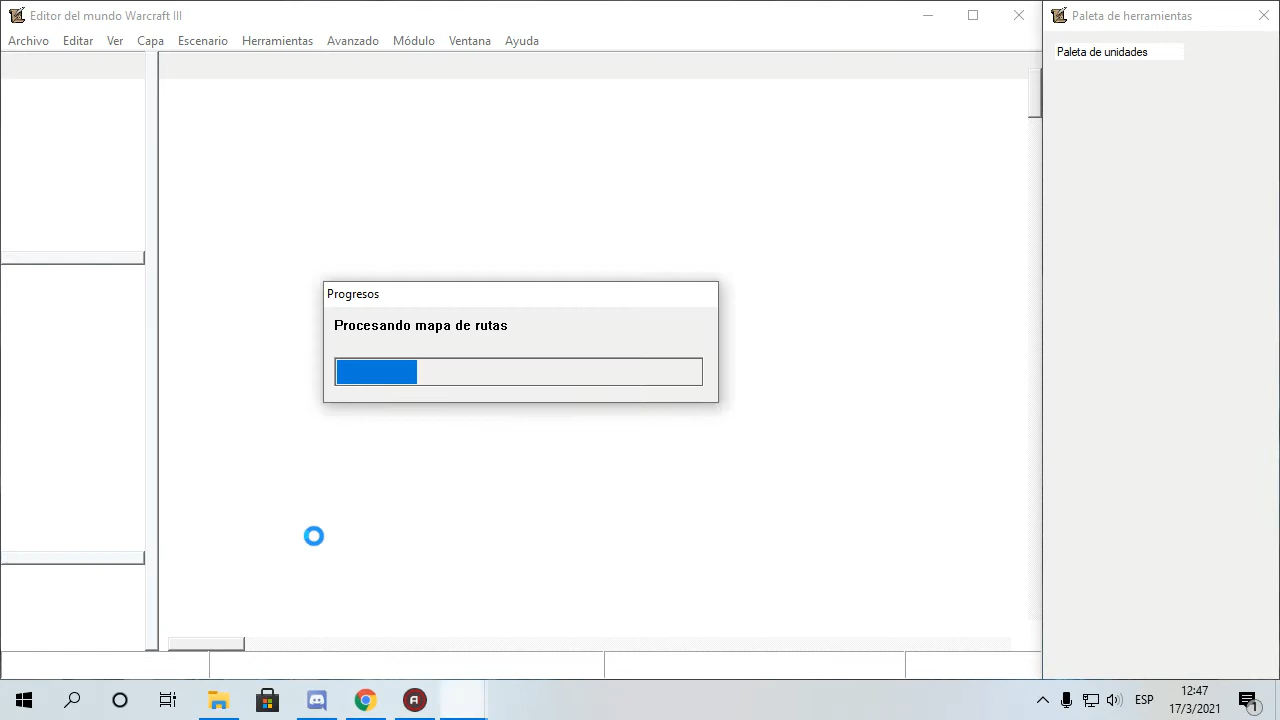 Editor del mundo Warcraft III
Paleta de herramientas
Archivo Editar Ver Capa Escenario Herramientas Avanzado Módulo Ventana Ayuda
Paleta de unidades
Progresos
Procesando mapa de rutas
A
ESP
12:47
17/3/2021
1